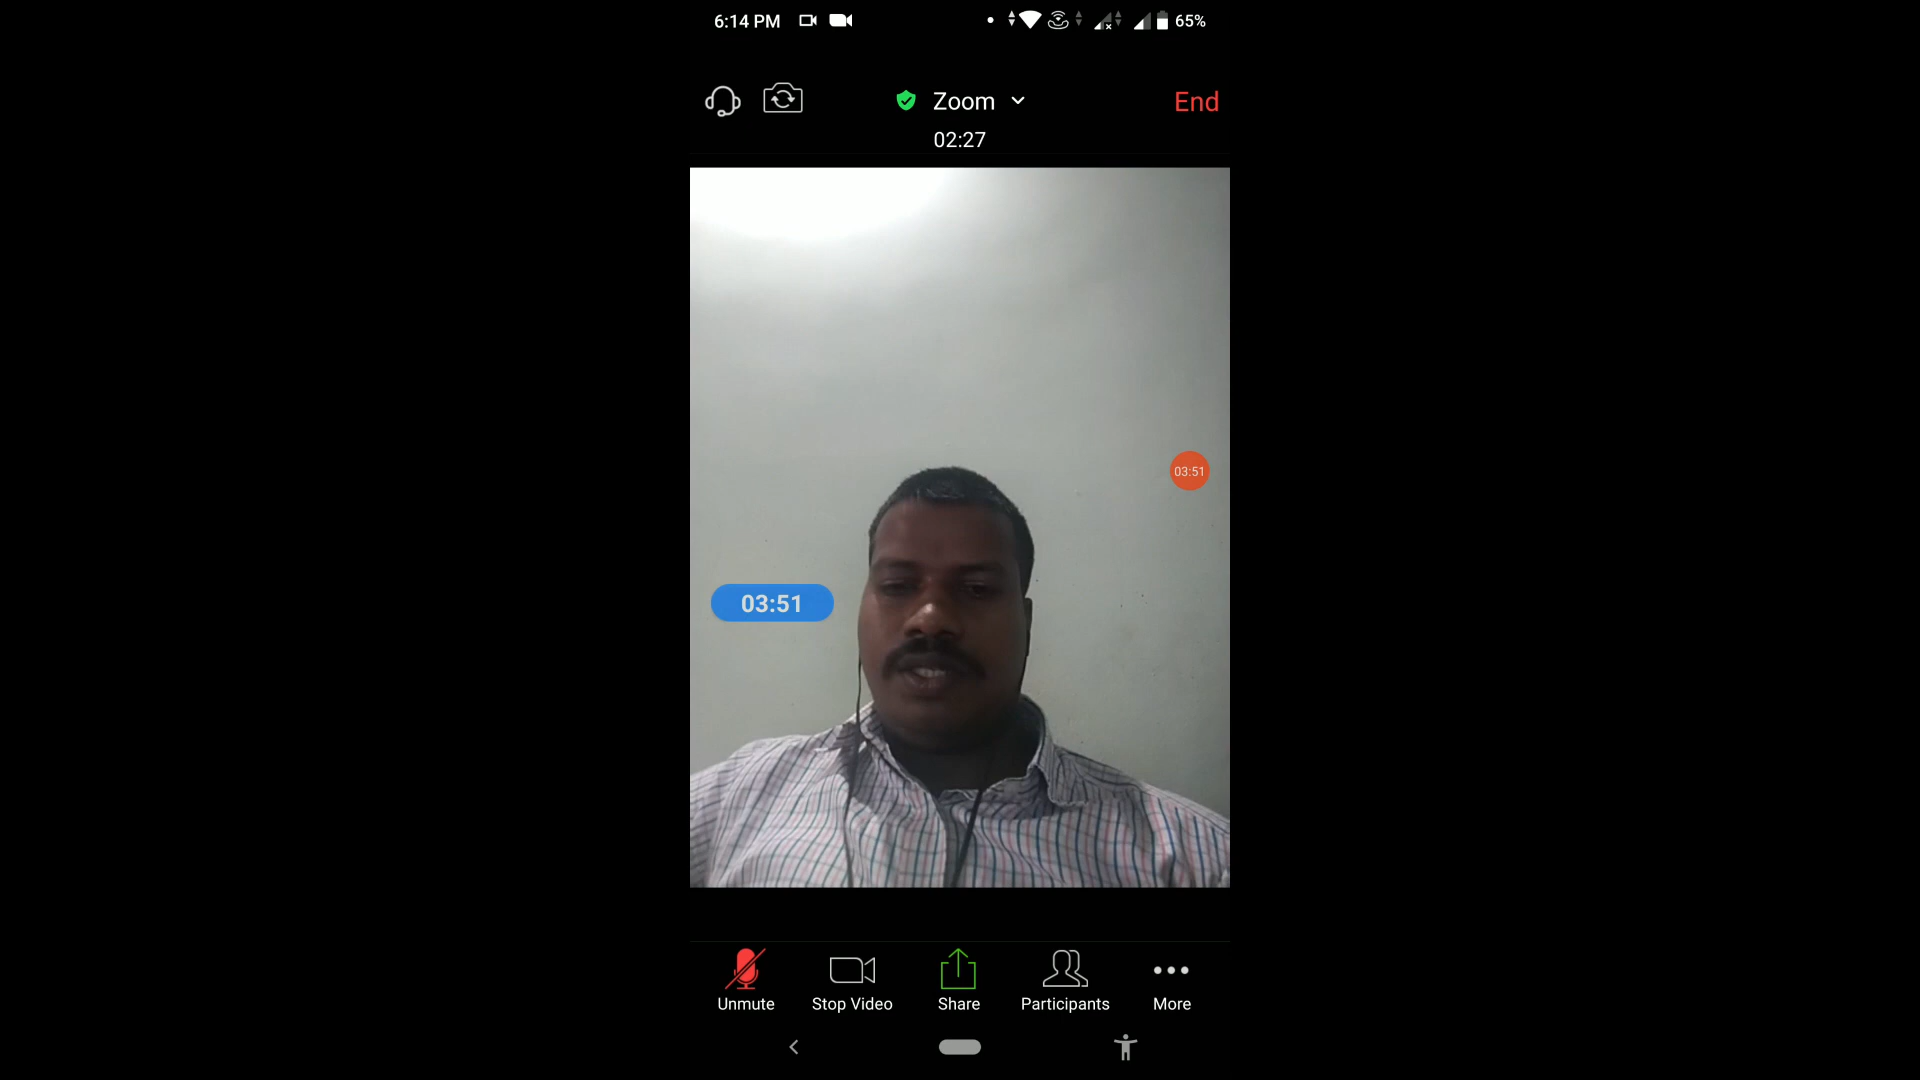 6:14 PM 65%
Zoom
End
02:27
03:51
03:51
Unmute
Stop Video
Share
Participants
More